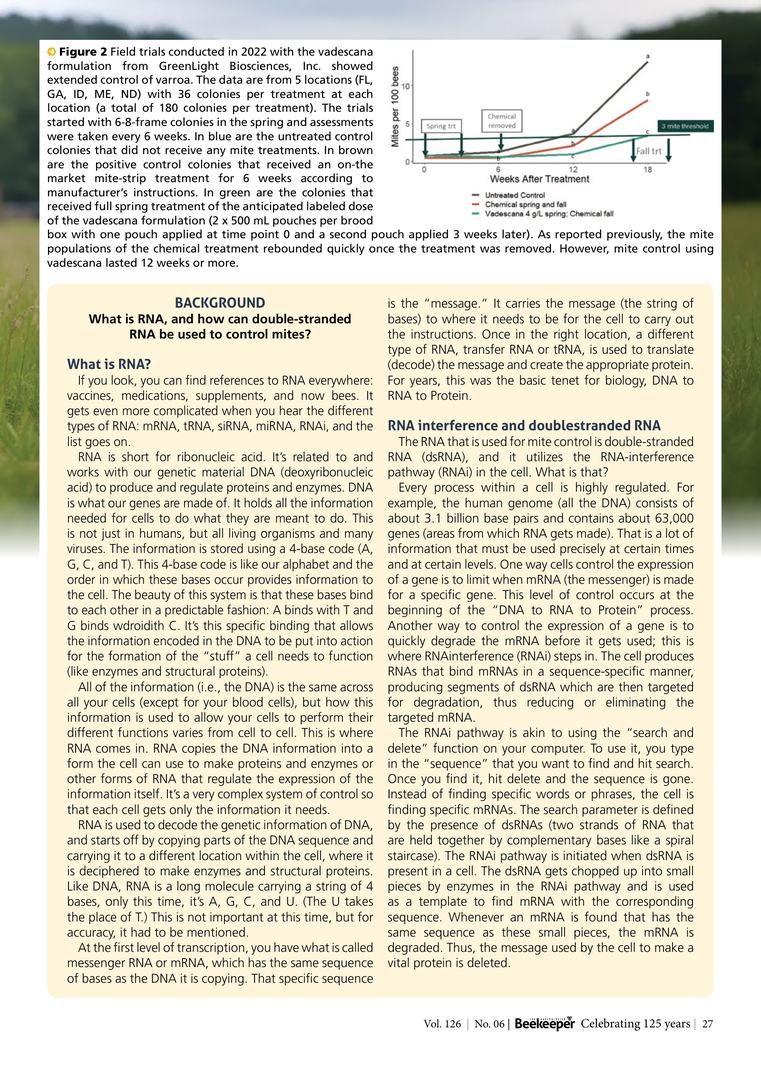 Figure 2 Field trials conducted in 2022 with the vadescana
formulation from GreenLight Biosciences, Inc. showed
extended control of varroa. The data are from 5 locations (FL,
GA, ID, ME, ND) with 36 colonies per treatment at each
location (a total of 180 colonies per treatment). The trials
started with 6-8-frame colonies in the spring and assessments
were taken every 6 weeks. In blue are the untreated control
colonies that did not receive any mite treatments. In brown
are the positive control colonies that received an on-the
market mite-strip treatment for 6 weeks according to
manufacturer's instructions. In green are the colonies that
received full spring treatment of the anticipated labeled dose
of the vadescana formulation (2 x 500 mL pouches per brood
box with one pouch applied at time point 0 and a second pouch applied 3 weeks later). As reported previously, the mite
populations of the chemical treatment rebounded quickly once the treatment was removed. However, mite control using
vadescana lasted 12 weeks or more.
Mites per 100 bees
10
5
0
Spring trt
Chemical
removed
3 mite threshold
Fall trt
a
b
c
a
b
c
b
0
6
12
18
Weeks After Treatment
Untreated Control
Chemical spring and fall
Vadescana 4 g/L spring; Chemical fall
BACKGROUND
What is RNA, and how can double-stranded
RNA be used to control mites?
What is RNA?
If you look, you can find references to RNA everywhere:
vaccines, medications, supplements, and now bees. It
gets even more complicated when you hear the different
types of RNA: mRNA, tRNA, siRNA, miRNA, RNAi, and the
list goes on.
RNA is short for ribonucleic acid. It's related to and
works with our genetic material DNA (deoxyribonucleic
acid) to produce and regulate proteins and enzymes. DNA
is what our genes are made of. It holds all the information
needed for cells to do what they are meant to do. This
is not just in humans, but all living organisms and many
viruses. The information is stored using a 4-base code (A,
G, C, and T). This 4-base code is like our alphabet and the
order in which these bases occur provides information to
the cell. The beauty of this system is that these bases bind
to each other in a predictable fashion: A binds with T and
G binds wdroidith C. It's this specific binding that allows
the information encoded in the DNA to be put into action
for the formation of the "stuff" a cell needs to function
(like enzymes and structural proteins).
All of the information (i.e., the DNA) is the same across
all your cells (except for your blood cells), but how this
information is used to allow your cells to perform their
different functions varies from cell to cell. This is where
RNA comes in. RNA copies the DNA information into a
form the cell can use to make proteins and enzymes or
other forms of RNA that regulate the expression of the
information itself. It's a very complex system of control so
that each cell gets only the information it needs.
RNA is used to decode the genetic information of DNA,
and starts off by copying parts of the DNA sequence and
carrying it to a different location within the cell, where it
is deciphered to make enzymes and structural proteins.
Like DNA, RNA is a long molecule carrying a string of 4
bases, only this time, it's A, G, C, and U. (The U takes
the place of T.) This is not important at this time, but for
accuracy, it had to be mentioned.
At the first level of transcription, you have what is called
messenger RNA or mRNA, which has the same sequence
of bases as the DNA it is copying. That specific sequence
is the "message." It carries the message (the string of
bases) to where it needs to be for the cell to carry out
the instructions. Once in the right location, a different
type of RNA, transfer RNA or tRNA, is used to translate
(decode) the message and create the appropriate protein.
For years, this was the basic tenet for biology, DNA to
RNA to Protein.
RNA interference and doublestranded RNA
The RNA that is used for mite control is double-stranded
RNA (dsRNA), and it utilizes the RNA-interference
pathway (RNAi) in the cell. What is that?
Every process within a cell is highly regulated. For
example, the human genome (all the DNA) consists of
about 3.1 billion base pairs and contains about 63,000
genes (areas from which RNA gets made). That is a lot of
information that must be used precisely at certain times
and at certain levels. One way cells control the expression
of a gene is to limit when mRNA (the messenger) is made
for a specific gene. This level of control occurs at the
beginning of the "DNA to RNA to Protein" process.
Another way to control the expression of a gene is to
quickly degrade the mRNA before it gets used; this is
where RNAinterference (RNAi) steps in. The cell produces
RNAs that bind mRNAs in a sequence-specific manner,
producing segments of dsRNA which are then targeted
for degradation, thus reducing or eliminating the
targeted mRNA.
The RNAi pathway is akin to using the "search and
delete" function on your computer. To use it, you type
in the "sequence" that you want to find and hit search.
Once you find it, hit delete and the sequence is gone.
Instead of finding specific words or phrases, the cell is
finding specific mRNAs. The search parameter is defined
by the presence of dsRNAs (two strands of RNA that
are held together by complementary bases like a spiral
staircase). The RNAi pathway is initiated when dsRNA is
present in a cell. The dsRNA gets chopped up into small
pieces by enzymes in the RNAi pathway and is used
as a template to find mRNA with the corresponding
sequence. Whenever an mRNA is found that has the
same sequence as these small pieces, the mRNA is
degraded. Thus, the message used by the cell to make a
vital protein is deleted.
Vol. 126 | No. 06 | Beekeeper Celebrating 125 years | 27